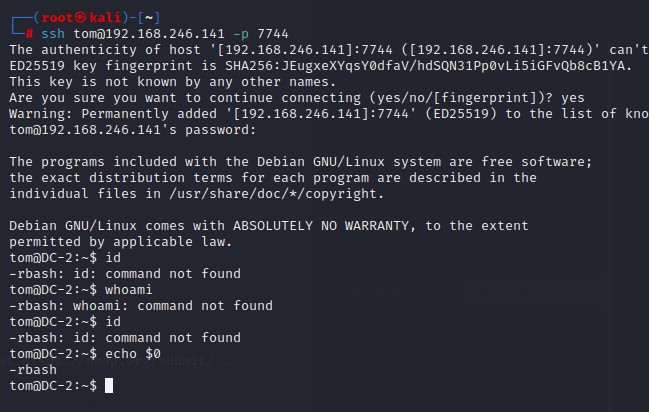 ┌──(root㉿kali)-[~]
└─# ssh tom@192.168.246.141 -p 7744
The authenticity of host '[192.168.246.141]:7744 ([192.168.246.141]:7744)' can't
ED25519 key fingerprint is SHA256:JEugxeXYqsY0dfaV/hdSQN31Pp0vLi5iGFvQb8cB1YA.
This key is not known by any other names.
Are you sure you want to continue connecting (yes/no/[fingerprint])? yes
Warning: Permanently added '[192.168.246.141]:7744' (ED25519) to the list of kno
tom@192.168.246.141's password:
The programs included with the Debian GNU/Linux system are free software;
the exact distribution terms for each program are described in the
individual files in /usr/share/doc/*/copyright.
Debian GNU/Linux comes with ABSOLUTELY NO WARRANTY, to the extent
permitted by applicable law.
tom@DC-2:~$ id
-rbash: id: command not found
tom@DC-2:~$ whoami
-rbash: whoami: command not found
tom@DC-2:~$ id
-rbash: id: command not found
tom@DC-2:~$ echo $0
-rbash
tom@DC-2:~$